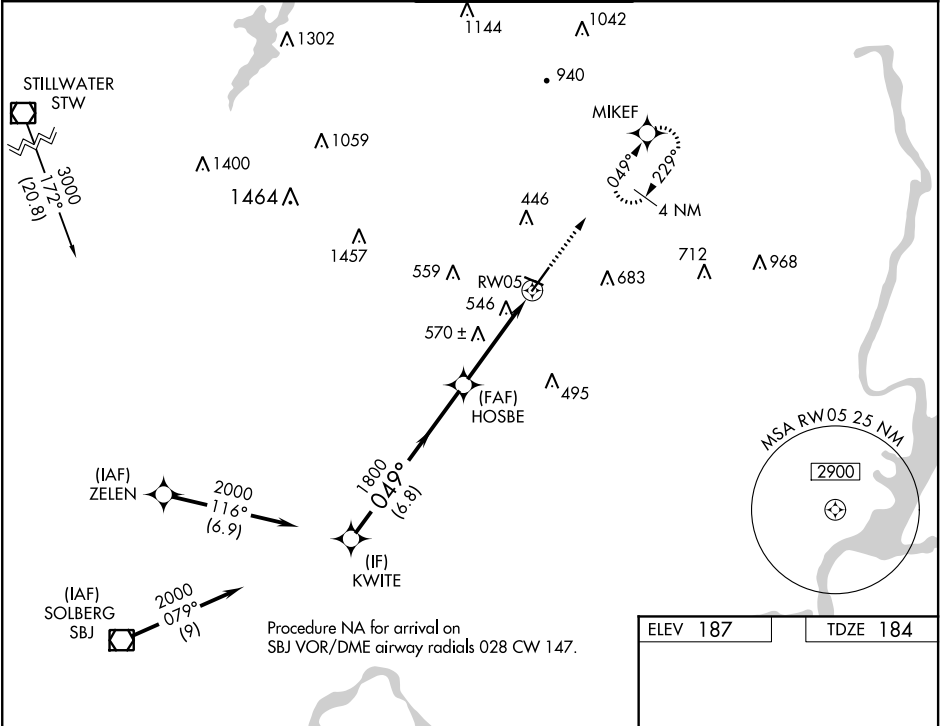 1144
1042
1302
940
STILLWATER
STW
MIKEF
1059
1400
3000
172°
(20.8)
049°
229°
1464
4 NM
446
1457
559
RW05
683
712
968
546
570 ±
(FAF)
HOSBE
495
MSA RW05 25 NM
2900
1800
049°
(6.8)
(IAF)
ZELEN
2000
116°
(6.9)
(IF)
KWITE
(IAF)
SOLBERG
SBJ
2000
079°
(9)
Procedure NA for arrival on
SBJ VOR/DME airway radials 028 CW 147.
ELEV 187
TDZE 184